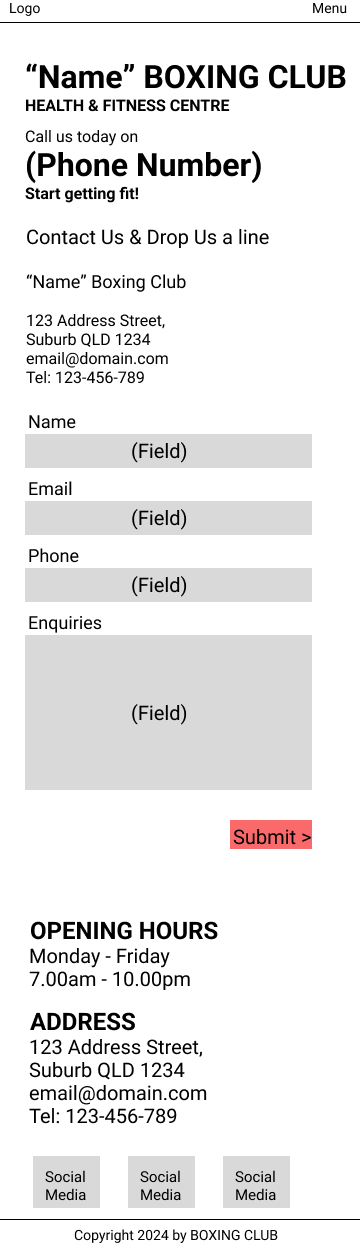 Logo Menu
“Name” BOXING CLUB
HEALTH & FITNESS CENTRE
Call us today on
(Phone Number)
Start getting fit!
Contact Us & Drop Us a line
“Name” Boxing Club
123 Address Street,
Suburb QLD 1234
email@domain.com
Tel: 123-456-789
Name
(Field)
Email
(Field)
Phone
(Field)
Enquiries
(Field)
Submit >
OPENING HOURS
Monday - Friday
7.00am - 10.00pm
ADDRESS
123 Address Street,
Suburb QLD 1234
email@domain.com
Tel: 123-456-789
Social Media
Social Media
Social Media
Copyright 2024 by BOXING CLUB